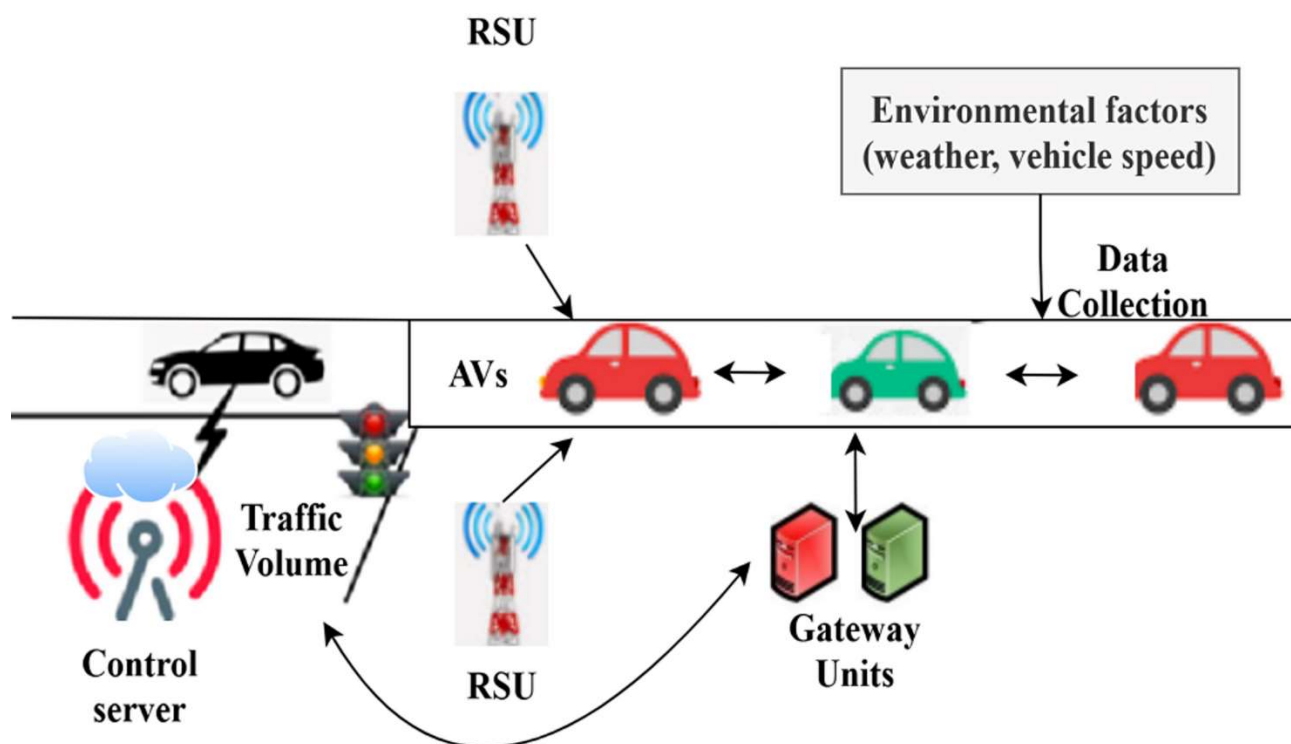 RSU
Environmental factors
(weather, vehicle speed)
Data
Collection
AVs
Traffic
Volume
Control
server
RSU
Gateway
Units